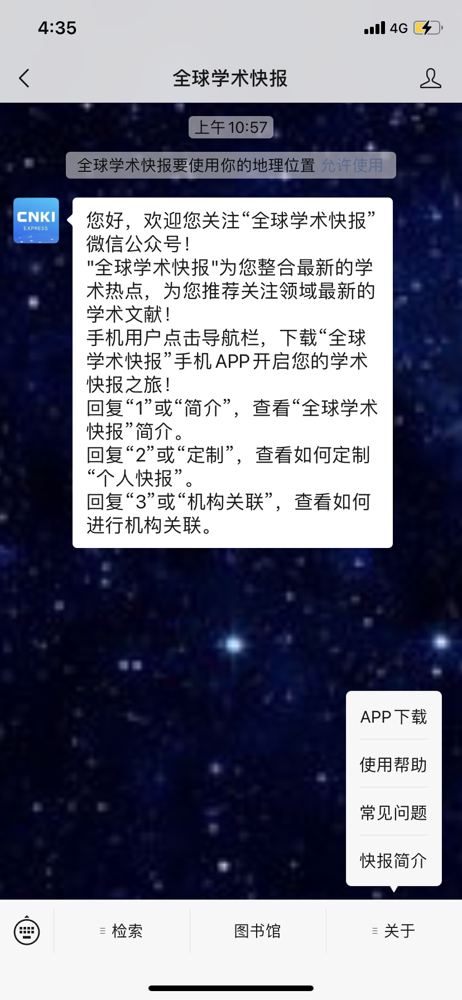 4:35
4G
全球学术快报
上午10:57
全球学术快报要使用你的地理位置 允许使用
CNKI
EXPRESS
您好，欢迎您关注“全球学术快报”
微信公众号！
"全球学术快报"为您整合最新的学
术热点，为您推荐关注领域最新的
学术文献！
手机用户点击导航栏，下载“全球
学术快报”手机APP开启您的学术
快报之旅！
回复“1”或“简介”，查看“全球学术
快报”简介。
回复“2”或“定制”，查看如何定制
“个人快报”。
回复“3”或“机构关联”，查看如何
进行机构关联。
APP下载
使用帮助
常见问题
快报简介
检索
图书馆
关于